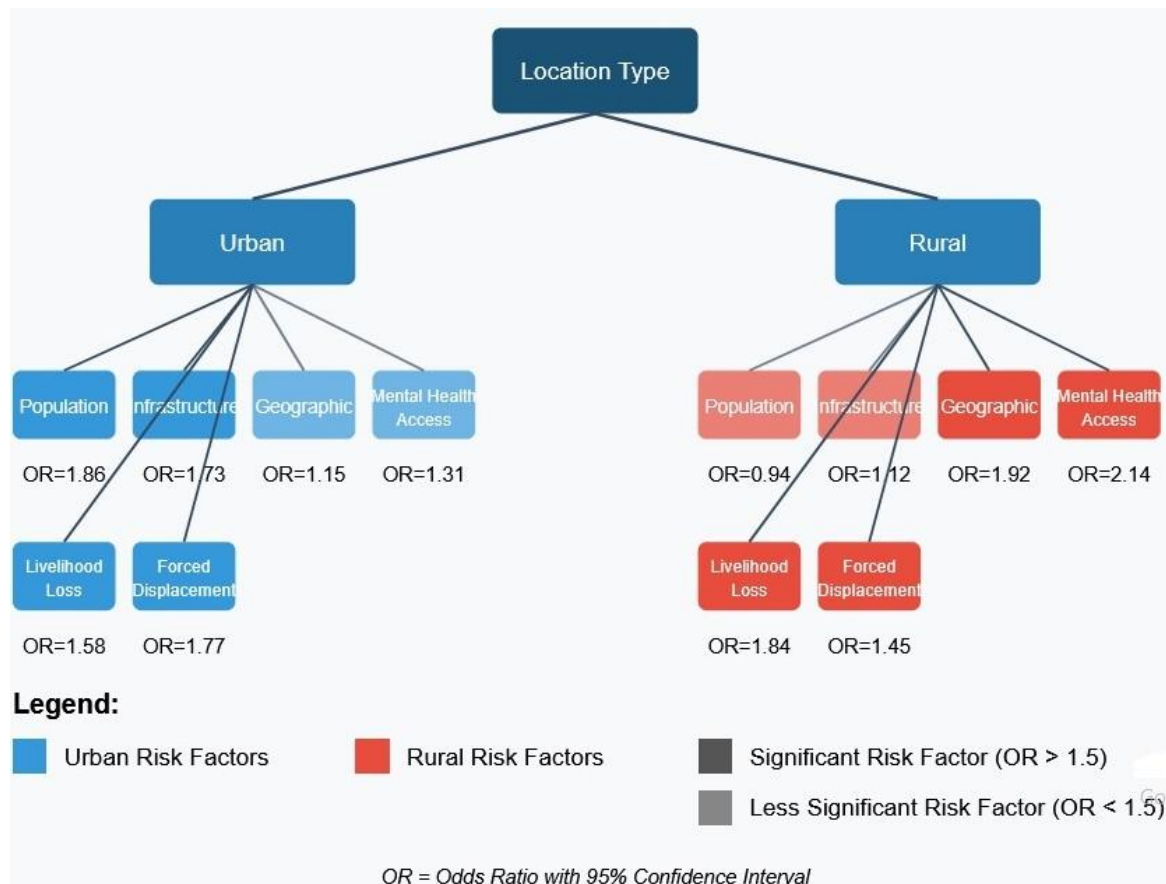 Location Type
Urban
Rural
Population
nfrastructure
Geographic
Mental Health
Access
Population
nfrastructure
Geographic
Mental Health
Access
OR=1.86
OR=1.73
OR=1.15
OR=1.31
OR=0.94
OR=1.12
OR=1.92
OR=2.14
Livelihood
Loss
Forced
Displacement
Livelihood
Loss
Forced
Displacement
OR=1.58
OR=1.77
OR=1.84
OR=1.45
Legend:
Urban Risk Factors
Rural Risk Factors
Significant Risk Factor (OR > 1.5)
Less Significant Risk Factor (OR < 1.5)
Go
OR = Odds Ratio with 95% Confidence Interval